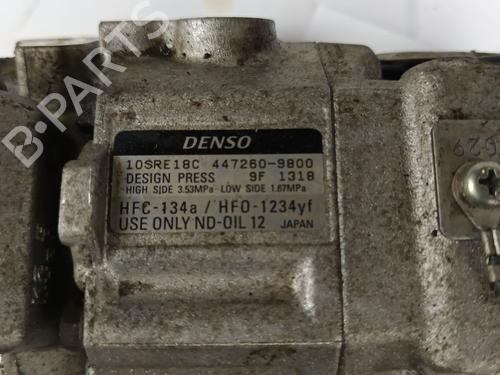 DENSO
10SRE18C 447260-9800
DESIGN PRESS 9F 1318
HIGH SIDE 3.53MPa LOW SIDE 1.67MPa
HFC-134a / HFO-1234yf
USE ONLY ND-OIL 12 JAPAN
629
B-PARTS